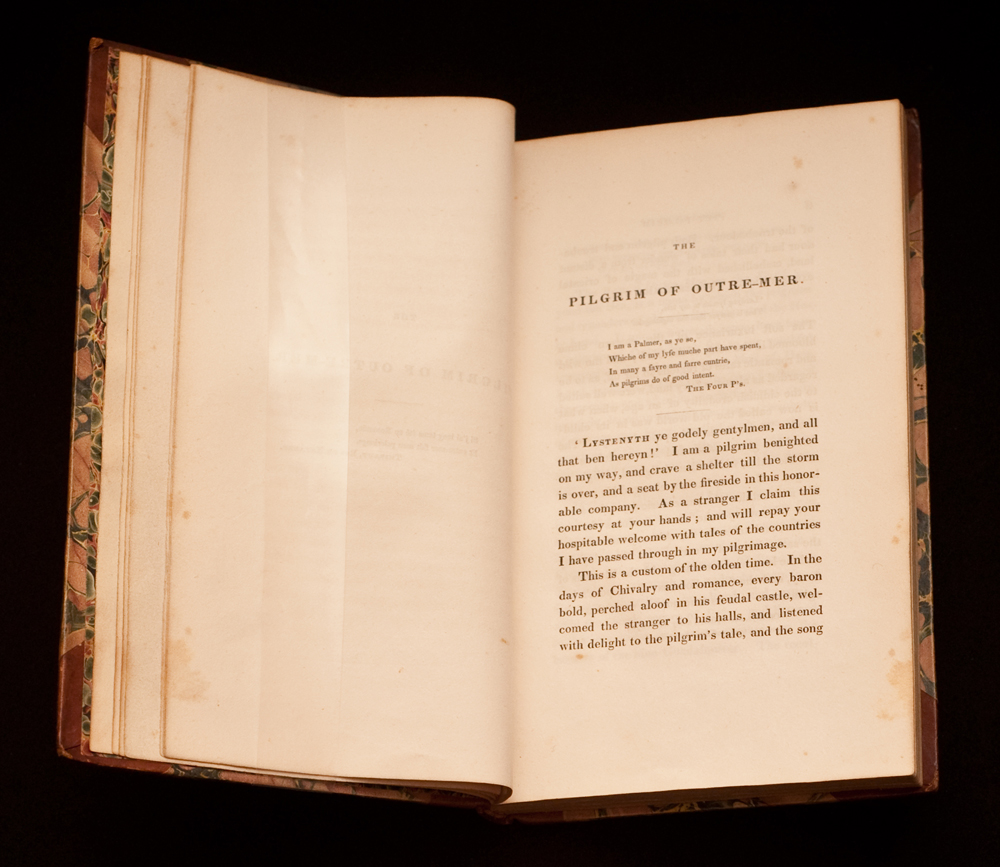 THE
PILGRIM OF OUTRE-MER.
I am a Palmer, as ye se,
Whiche of my lyfe muche part have spent,
In many a fayre and farre cuntrie,
As pilgrims do of good intent.
THE FOUR P's.
' LYSTENYTH ye godely gentylmen, and all
that ben hereyn!' I am a pilgrim benighted
on my way, and crave a shelter till the storm
is over, and a seat by the fireside in this honor-
able company. As a stranger I claim this
courtesy at your hands; and will repay your
hospitable welcome with tales of the countries
I have passed through in my pilgrimage.
This is a custom of the olden time. In the
days of Chivalry and romance, every baron
bold, perched aloof in his feudal castle, wel-
comed the stranger to his halls, and listened
with delight to the pilgrim's tale, and the song